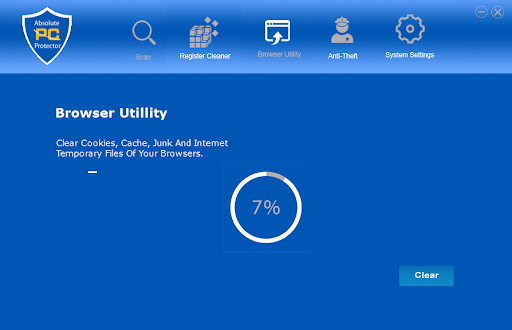 Absolute
PC
Protector
Scan
Register Cleaner
Browser Utility
Anti-Theft
System Settings
Browser Utillity
Clear Cookies, Cache, Junk And Internet
Temporary Files Of Your Browsers.
7%
Clear